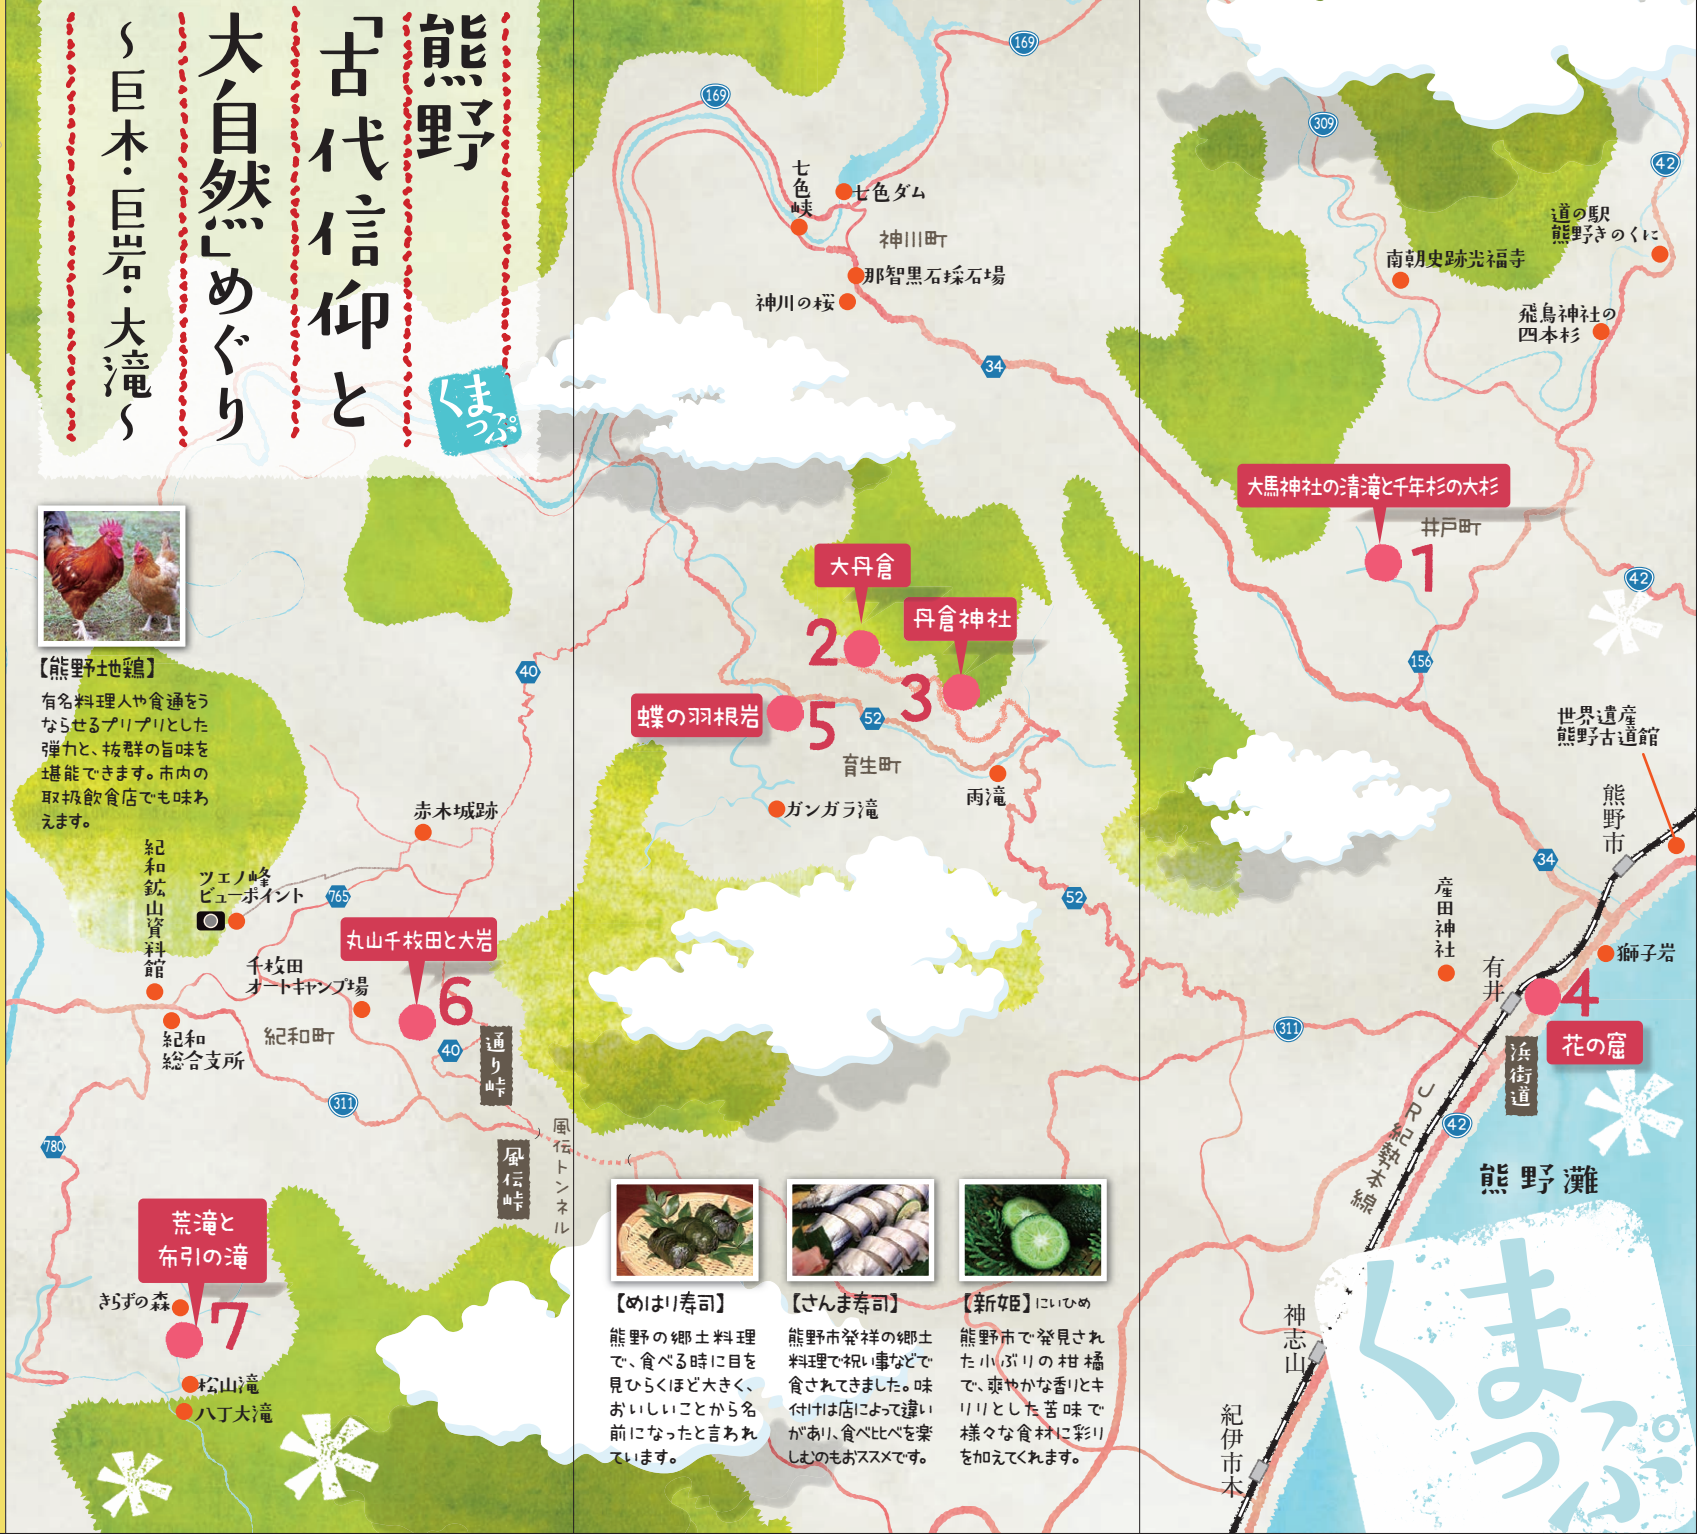 熊野
「古代信仰と
大自然」めぐり
～巨木・巨岩・大滝～
くまっぷ
169
169
309
42
七色峡
七色ダム
神川町
那智黒石採石場
神川の桜
34
道の駅
熊野きのくに
南朝史跡光福寺
飛鳥神社の
四本杉
大馬神社の清滝と千年杉の大杉
井戸町
1
42
156
大丹倉
2
丹倉神社
3
蝶の羽根岩
5
52
育生町
雨滝
ガンガラ滝
52
40
【熊野地鶏】
有名料理人や食通をう
ならせるプリプリとした
弾力と、抜群の旨味を
堪能できます。市内の
取扱飲食店でも味わ
えます。
赤木城跡
紀和鉱山資料館
ツエノ峰
ビューポイント
765
丸山千枚田と大岩
6
千枚田
オートキャンプ場
紀和
総合支所
紀和町
40
通り峠
311
風伝峠
風伝トンネル
780
荒滝と
布引の滝
7
きらずの森
松山滝
八丁大滝
世界遺産
熊野古道館
熊野市
34
産田神社
有井
獅子岩
4
花の窟
浜街道
311
JR紀勢本線
42
熊野灘
神志山
紀伊市木
【めはり寿司】
熊野の郷土料理
で、食べる時に目を
見ひらくほど大きく、
おいしいことから名
前になったと言われ
ています。
【さんま寿司】
熊野市発祥の郷土
料理で祝い事などで
食されてきました。味
付けは店によって違い
があり、食べ比べを楽
しむのもおススメです。
【新姫】にいひめ
熊野市で発見され
た小ぶりの柑橘
で、爽やかな香りとキ
リリとした苦味で
様々な食材に彩り
を加えてくれます。
くまっぷ